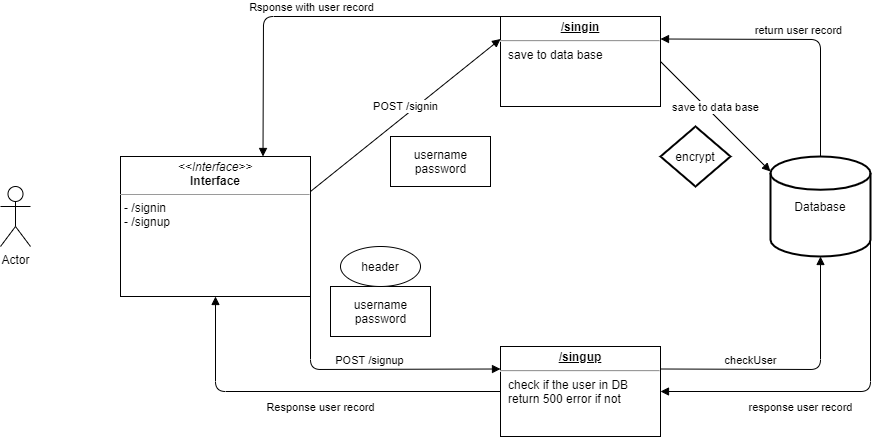 Rsponse with user record
/singin
save to data base
return user record
POST /signin
save to data base
username
password
encrypt
<<Interface>>
Interface
- /signin
- /signup
Database
Actor
header
username
password
POST /signup
/singup
check if the user in DB
return 500 error if not
checkUser
Response user record
response user record